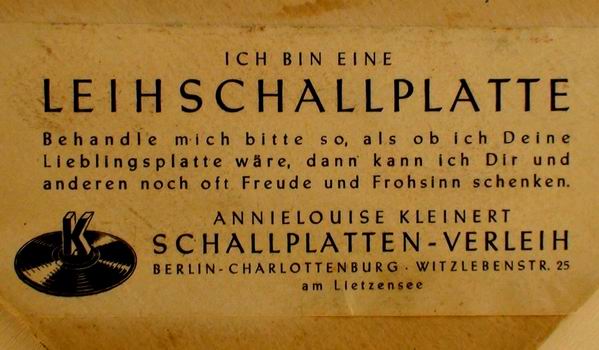 ICH BIN EINE
LEIHSCHALLPLATTE
Behandle mich bitte so, als ob ich Deine
Lieblingsplatte wäre, dann kann ich Dir und
anderen noch oft Freude und Frohsinn schenken.
K
ANNIELOUISE KLEINERT
SCHALLPLATTEN-VERLEIH
BERLIN-CHARLOTTENBURG · WITZLEBENSTR. 25
am Lietzensee